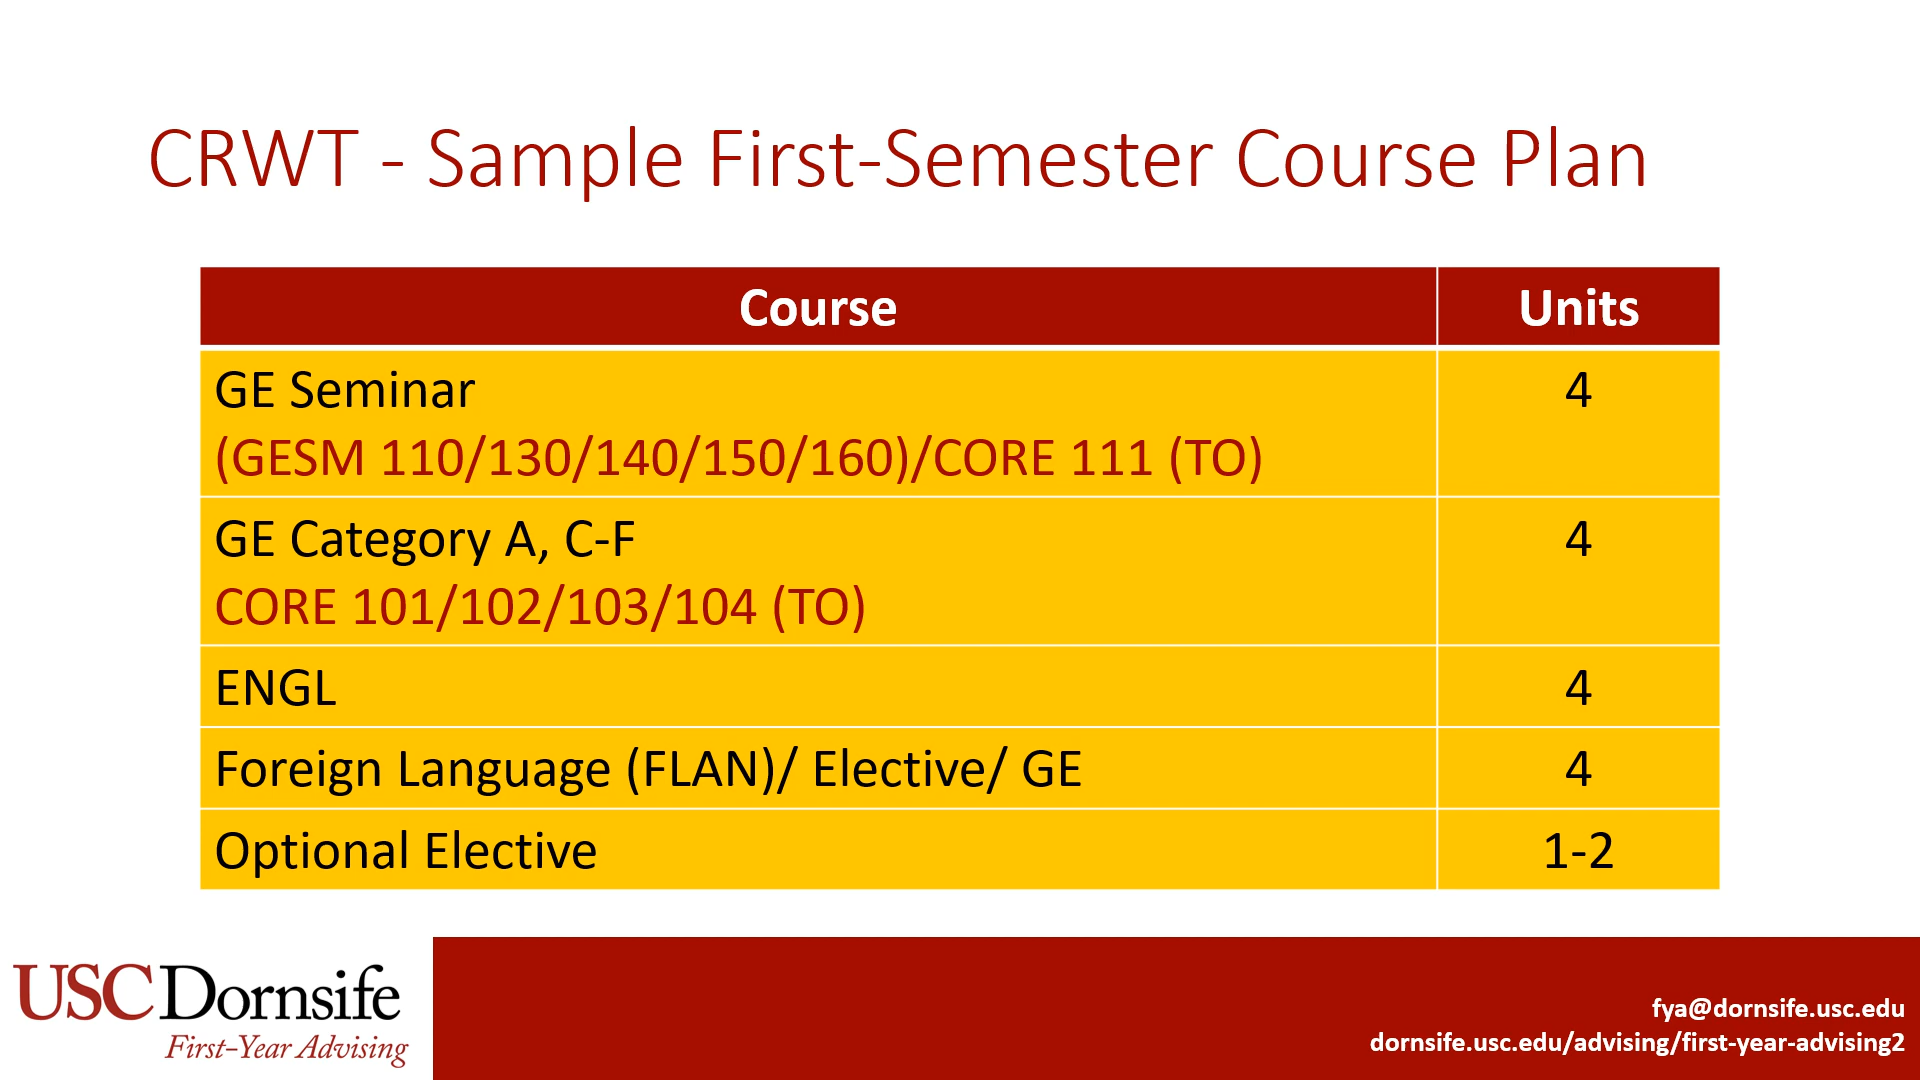 CRWT - Sample First-Semester Course Plan
Course Units
GE Seminar 4
(GESM 110/130/140/150/160)/CORE 111 (TO)
GE Category A, C-F 4
CORE 101/102/103/104 (TO)
ENGL 4
Foreign Language (FLAN)/ Elective/ GE 4
Optional Elective 1-2
USC Dornsife
First-Year Advising
fya@dornsife.usc.edu
dornsife.usc.edu/advising/first-year-advising2